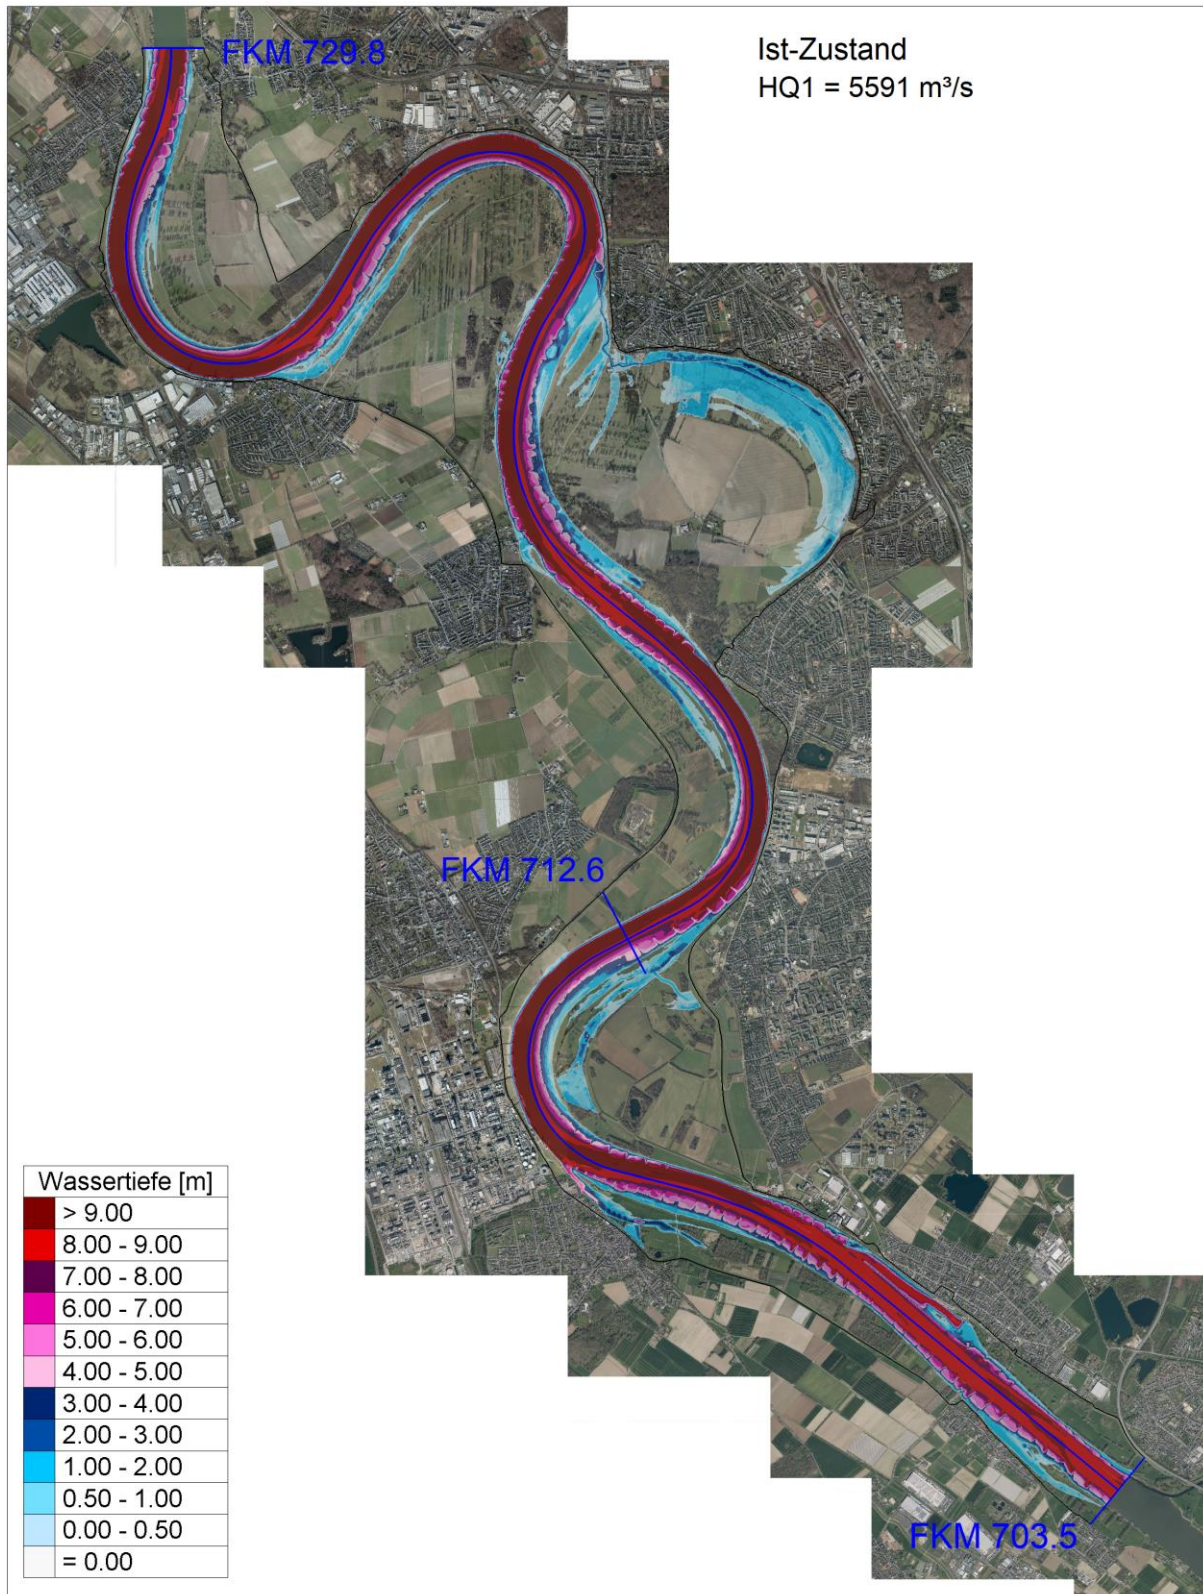 FKM 729.8
Ist-Zustand
HQ1 = 5591 m³/s
FKM 712.6
Wassertiefe [m]
> 9.00
8.00 - 9.00
7.00 - 8.00
6.00 - 7.00
5.00 - 6.00
4.00 - 5.00
3.00 - 4.00
2.00 - 3.00
1.00 - 2.00
0.50 - 1.00
0.00 - 0.50
= 0.00
FKM 703.5